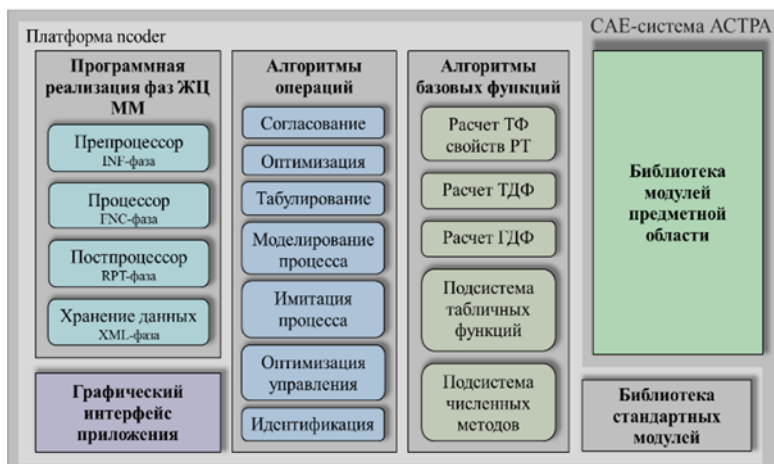 CAE-система АСТРА
Платформа ncoder
Программная
реализация фаз ЖЦ
ММ
Препроцессор
INF-фаза
Процессор
FNC-фаза
Постпроцессор
RPT-фаза
Хранение данных
XML-фаза
Графический
интерфейс
приложения
Алгоритмы
операций
Согласование
Оптимизация
Табулирование
Моделирование
процесса
Имитация
процесса
Оптимизация
управления
Идентификация
Алгоритмы
базовых функций
Расчет ТФ
свойств РТ
Расчет ТДФ
Расчет ГДФ
Подсистема
табличных
функций
Подсистема
численных
методов
Библиотека
модулей
предметной
области
Библиотека
стандартных
модулей